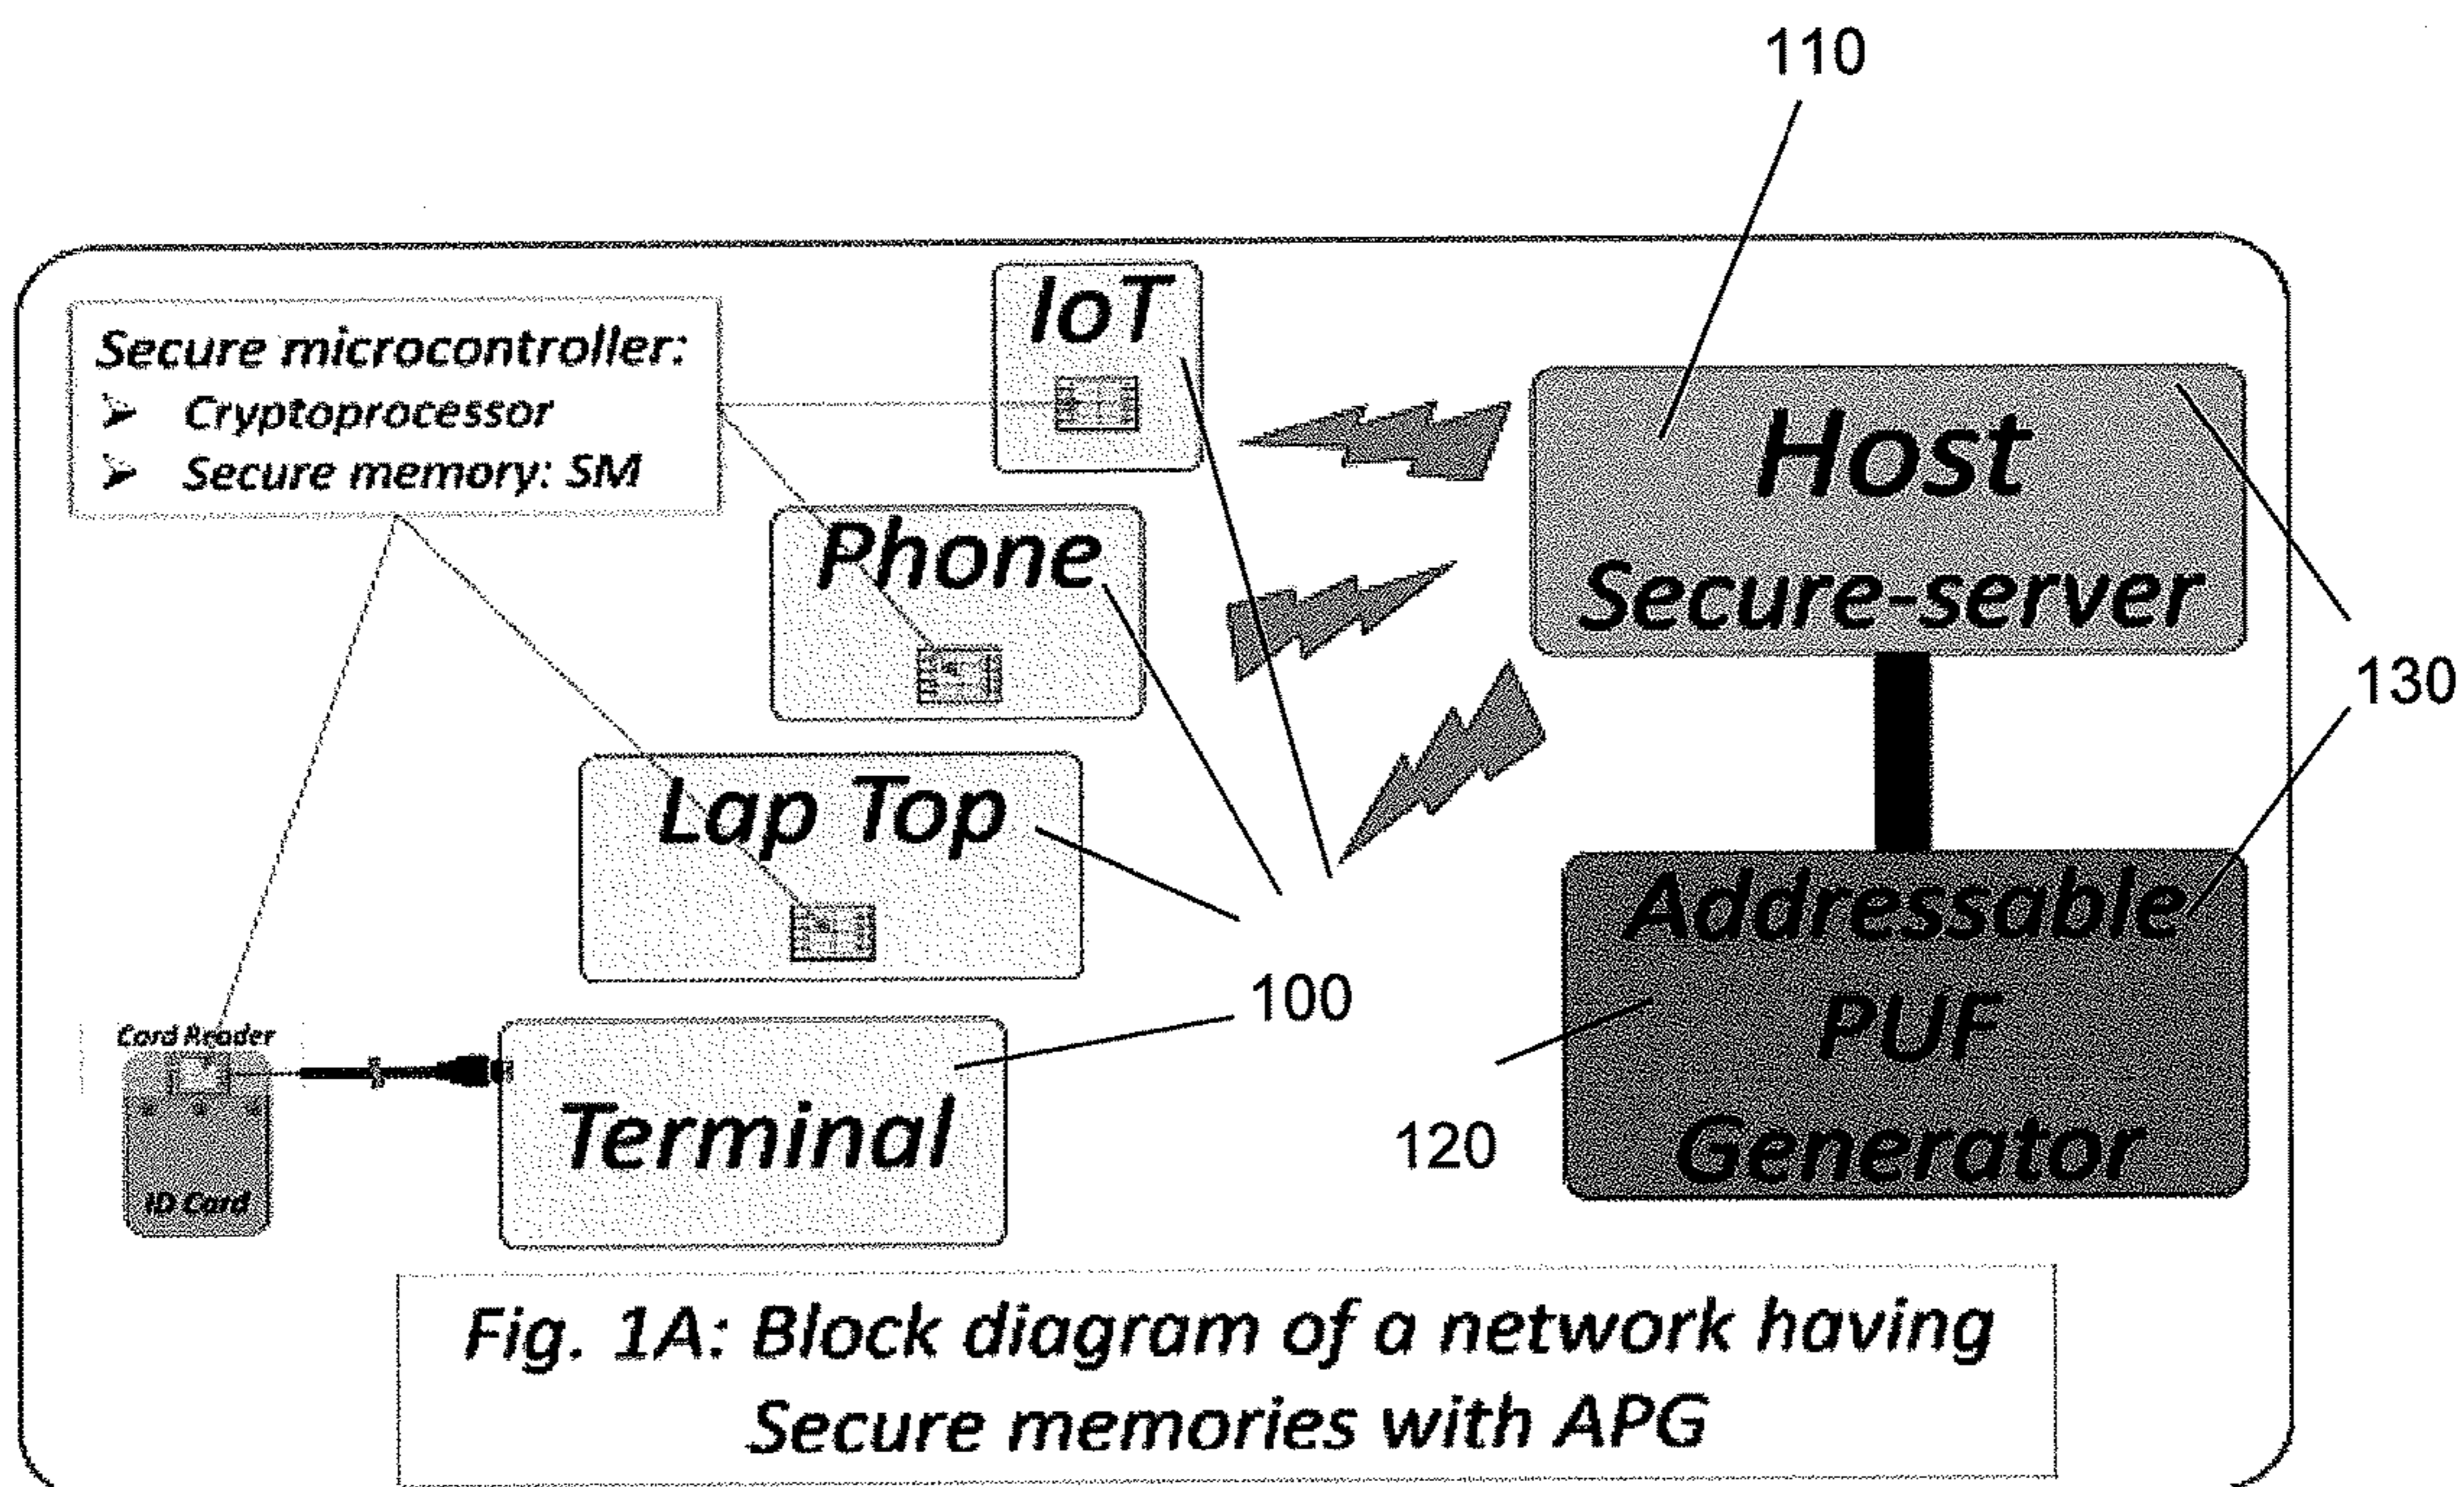 110
IoT
Secure microcontroller:
➤ Cryptoprocessor
➤ Secure memory: SM
Host
Secure-server
Phone
130
Lap Top
Addressable
PUF
Generator
100
120
Card Reader
ID Card
Terminal
Fig. 1A: Block diagram of a network having
Secure memories with APG